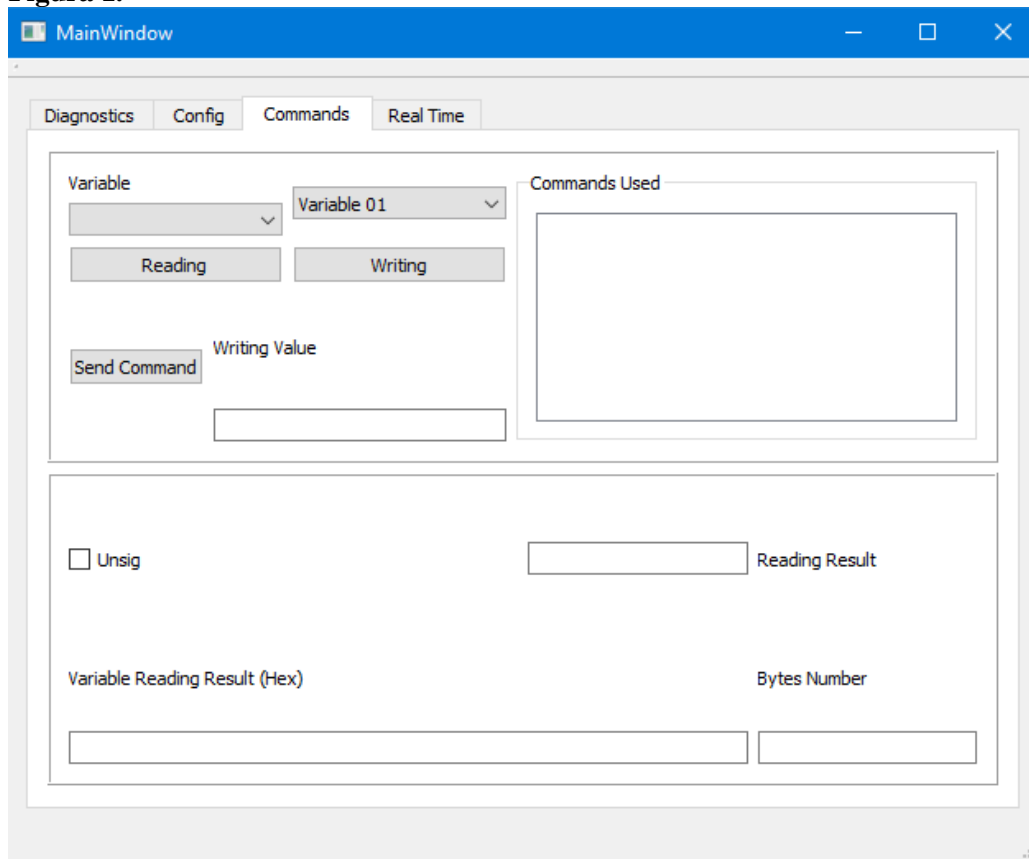 MainWindow
Diagnostics Config Commands Real Time
Variable
Variable 01
Commands Used
Reading Writing
Writing Value
Send Command
Unsig
Reading Result
Variable Reading Result (Hex) Bytes Number